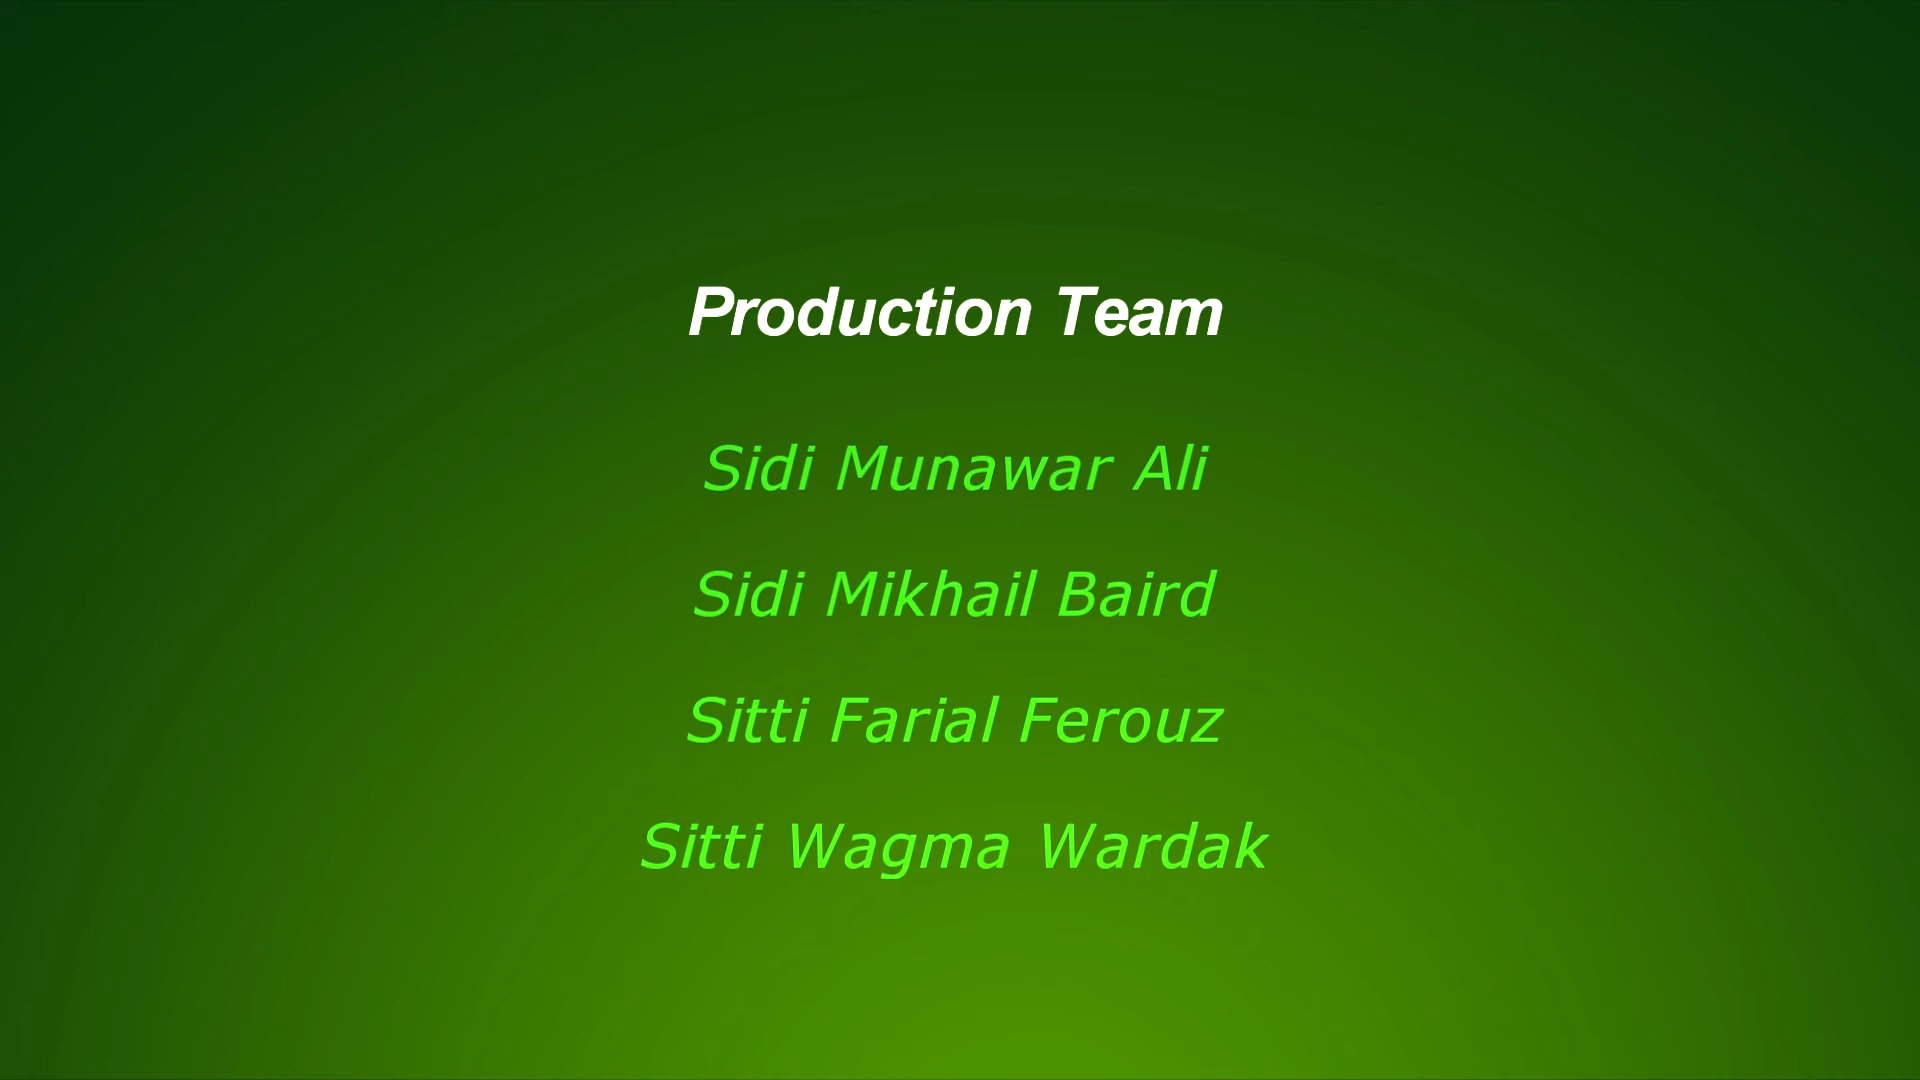 Production Team
Sidi Munawar Ali
Sidi Mikhail Baird
Sitti Farial Ferouz
Sitti Wagma Wardak